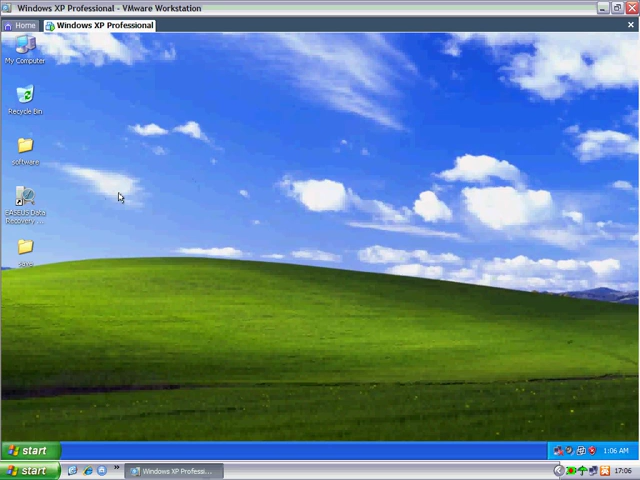 Windows XP Professional - VMware Workstation
Home
Windows XP Professional
My Computer
Recycle Bin
software
EASEUS Data
Recovery ...
start
1:06 AM
start
Windows XP Professi...
17:06